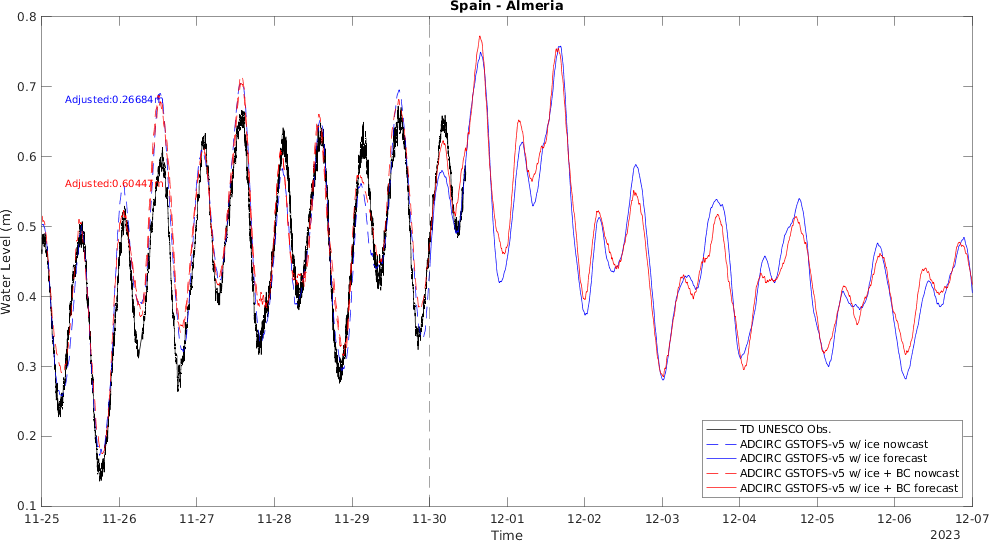 Spain - Almeria
0.8
0.7
0.6
0.5
0.4
0.3
0.2
0.1
Water Level (m)
Adjusted:0.26684m
Adjusted:0.60447m
TD UNESCO Obs.
ADCIRC GSTOFS-v5 w/ ice nowcast
ADCIRC GSTOFS-v5 w/ ice forecast
ADCIRC GSTOFS-v5 w/ ice + BC nowcast
ADCIRC GSTOFS-v5 w/ ice + BC forecast
11-25 11-26 11-27 11-28 11-29 11-30 12-01 12-02 12-03 12-04 12-05 12-06 12-07
Time
2023